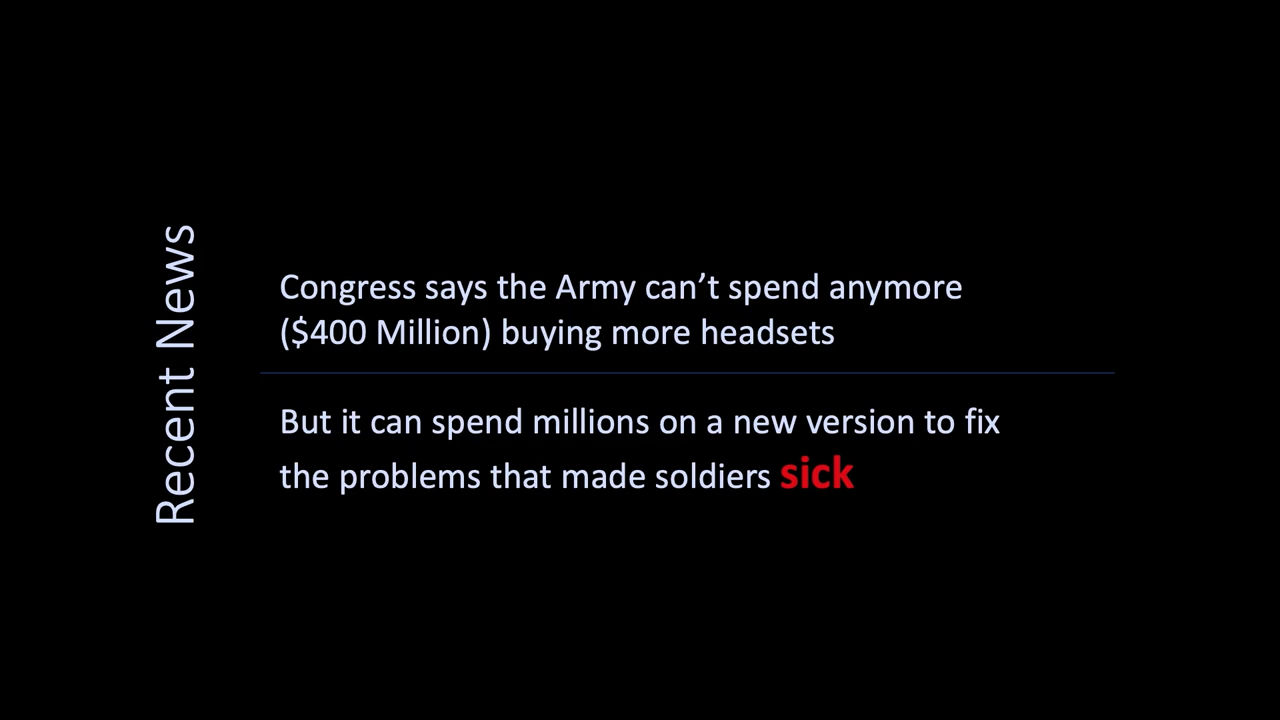 Recent News
Congress says the Army can’t spend anymore
($400 Million) buying more headsets
But it can spend millions on a new version to fix
the problems that made soldiers sick